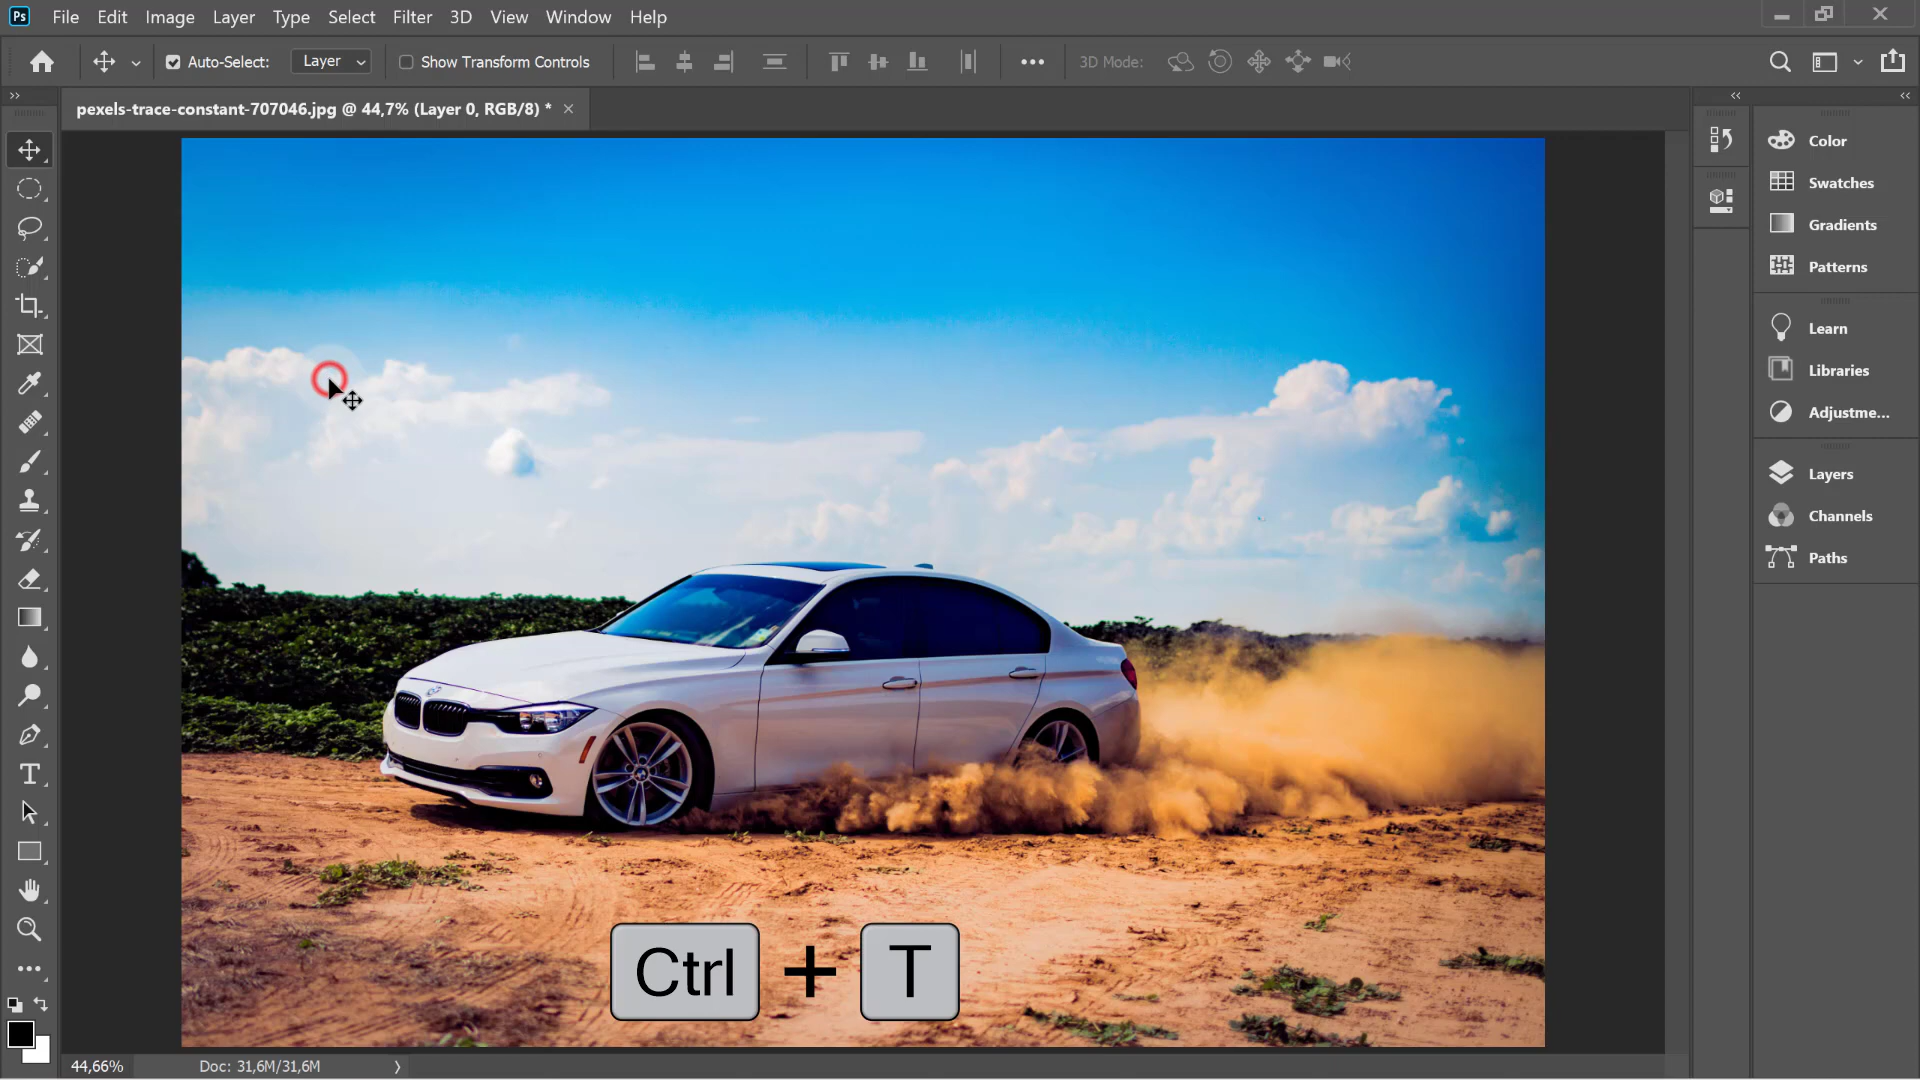 Ps File Edit Image Layer Type Select Filter 3D View Window Help
Auto-Select: Layer Show Transform Controls 3D Mode:
pexels-trace-constant-707046.jpg @ 44,7% (Layer 0, RGB/8) *
Color
Swatches
Gradients
Patterns
Learn
Libraries
Adjustme...
Layers
Channels
Paths
Ctrl + T
44,66% Doc: 31,6M/31,6M